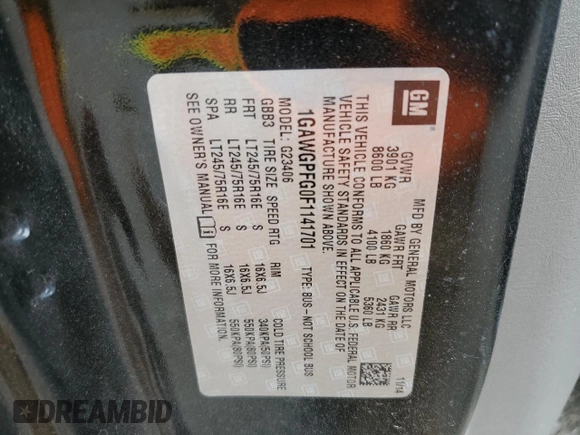 GM
MFD BY GENERAL MOTORS LLC
11/14
GVWR GAWR FRT GAWR RR
3901 KG 1860 KG 2431 KG
8600 LB 4100 LB 5360 LB
THIS VEHICLE CONFORMS TO ALL APPLICABLE U.S. FEDERAL MOTOR
VEHICLE SAFETY STANDARDS IN EFFECT ON THE DATE OF
MANUFACTURE SHOWN ABOVE.
1GAWGPFG0F1141701 TYPE: BUS-NOT SCHOOL BUS
MODEL: G23406
GBB3 TIRE SIZE SPEED RTG RIM COLD TIRE PRESSURE
FRT LT245/75R16E S 16X6.5J 340KPA(50PSI)
RR LT245/75R16E S 16X6.5J 550KPA(80PSI)
SPA LT245/75R16E S 16X6.5J 550KPA(80PSI)
SEE OWNER'S MANUAL FOR MORE INFORMATION.
DREAMBID